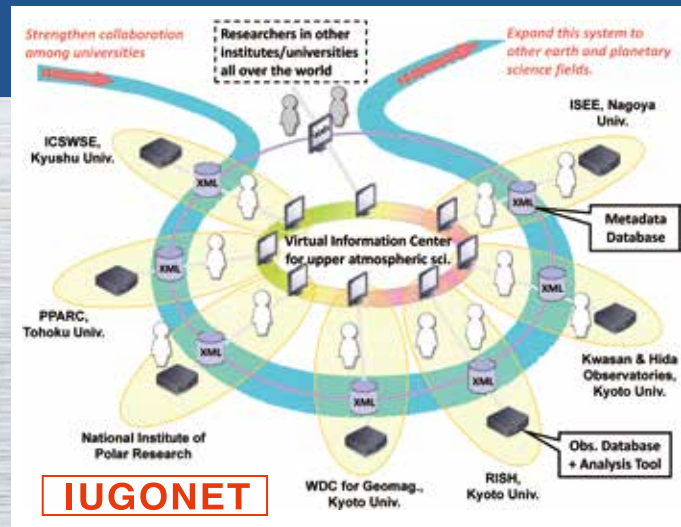 Strengthen collaboration
among universities
Researchers in other
institutes/universities
all over the world
Expand this system to
other earth and planetary
science fields.
ICSWSE,
Kyushu Univ.
ISEE, Nagoya
Univ.
XML
XML
Metadata
Database
Virtual Information Center
for upper atmospheric sci.
XML
XML
PPARC,
Tohoku Univ.
XML
XML
XML
Kwasan & Hida
Observatories,
Kyoto Univ.
National Institute of
Polar Research
WDC for Geomag.,
Kyoto Univ.
RISH,
Kyoto Univ.
Obs. Database
+ Analysis Tool
IUGONET